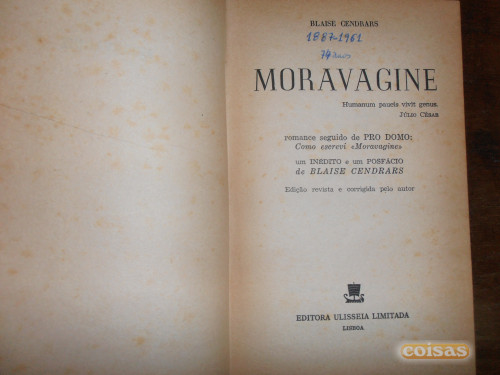 BLAISE CENDRARS
1887-1961
74 anos
MORAVAGINE
Humanum paucis vivit genus.
JÚLIO CÉSAR
romance seguido de PRO DOMO:
Como escrevi «Moravagine»
um INÉDITO e um POSFÁCIO
de BLAISE CENDRARS
Edição revista e corrigida pelo autor
EDITORA ULISSEIA LIMITADA
LISBOA
coisas